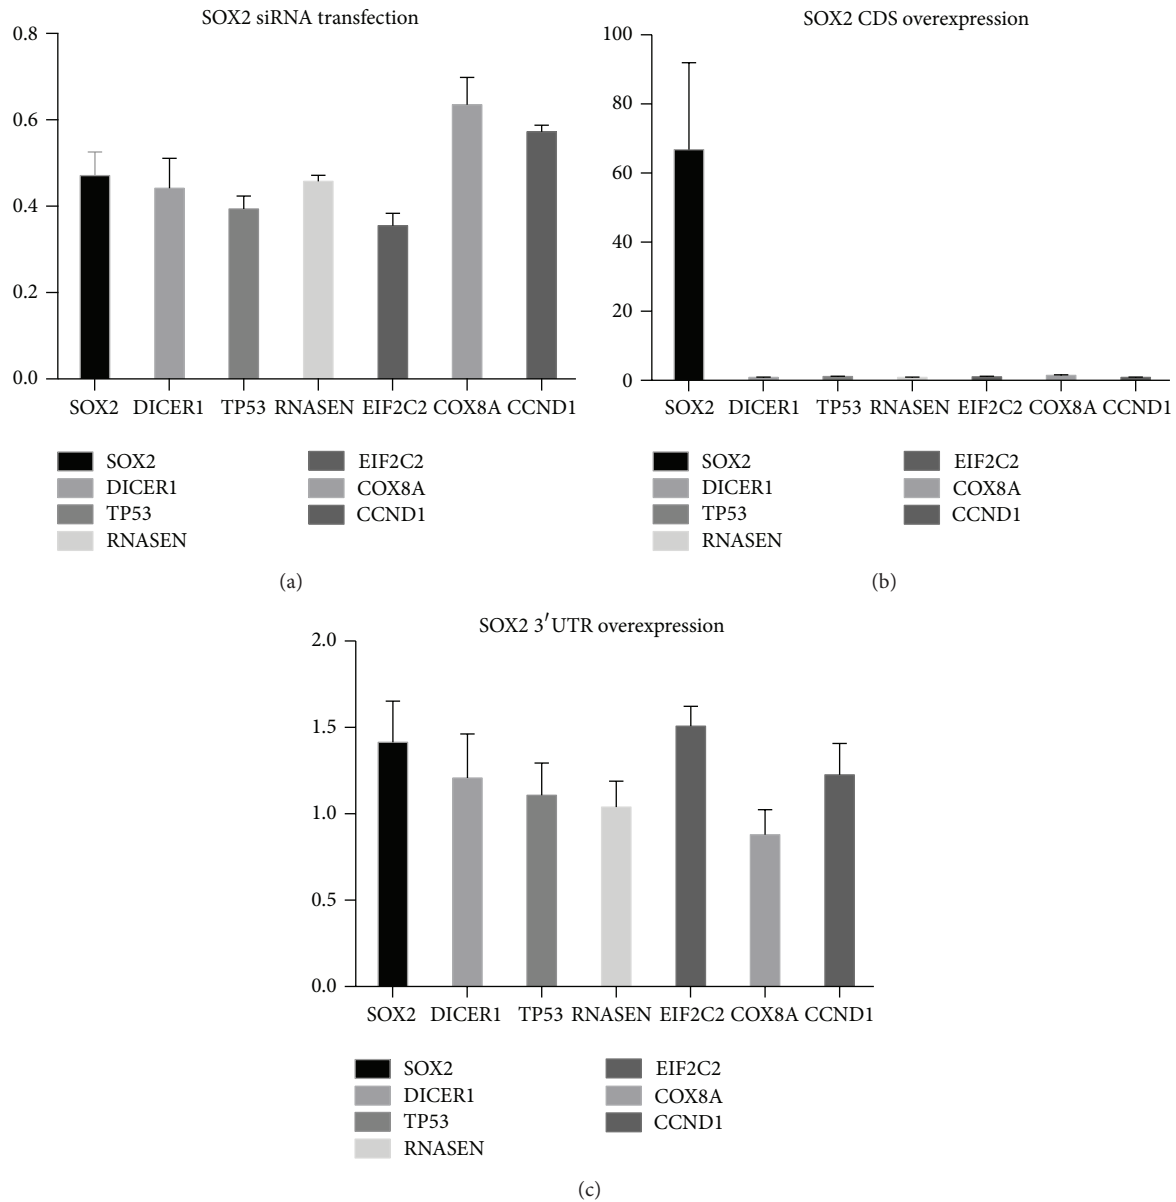 SOX2 siRNA transfection
0.8
0.6
0.4
0.2
0.0
SOX2 DICER1 TP53 RNASEN EIF2C2 COX8A CCND1
SOX2
DICER1
TP53
RNASEN
EIF2C2
COX8A
CCND1
(a)
SOX2 CDS overexpression
100
80
60
40
20
0
SOX2 DICER1 TP53 RNASEN EIF2C2 COX8A CCND1
SOX2
DICER1
TP53
RNASEN
EIF2C2
COX8A
CCND1
(b)
SOX2 3′UTR overexpression
2.0
1.5
1.0
0.5
0.0
SOX2 DICER1 TP53 RNASEN EIF2C2 COX8A CCND1
SOX2
DICER1
TP53
RNASEN
EIF2C2
COX8A
CCND1
(c)